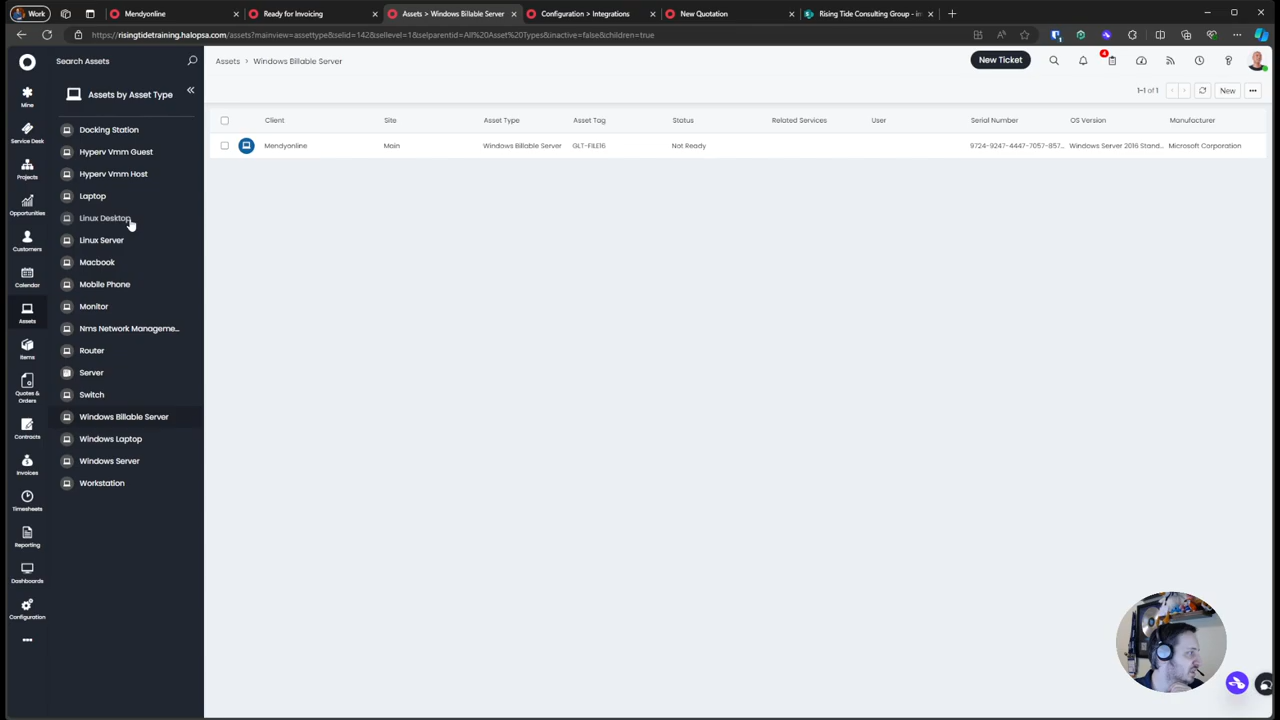 Work
Mendyonline
Ready for Invoicing
Assets > Windows Billable Server
Configuration > Integrations
New Quotation
Rising Tide Consulting Group - in
https://risingtidetraining.halopsa.com/assets?mainview=assettype&selid=142&sellevel=1&selparentid=All%20Asset%20Types&inactive=false&children=true
Search Assets
Assets > Windows Billable Server
New Ticket
4
Mine
Assets by Asset Type
1-1 of 1
New
Service Desk
Projects
Opportunities
Customers
Calendar
Assets
Items
Quotes & Orders
Contracts
Invoices
Timesheets
Reporting
Dashboards
Configuration
Docking Station
Hyperv Vmm Guest
Hyperv Vmm Host
Laptop
Linux Desktop
Linux Server
Macbook
Mobile Phone
Monitor
Nms Network Manageme...
Router
Server
Switch
Windows Billable Server
Windows Laptop
Windows Server
Workstation
Client Site Asset Type Asset Tag Status Related Services User Serial Number OS Version Manufacturer
Mendyonline Main Windows Billable Server GLT-FILE16 Not Ready 9724-9247-4447-7057-857... Windows Server 2016 Stand... Microsoft Corporation